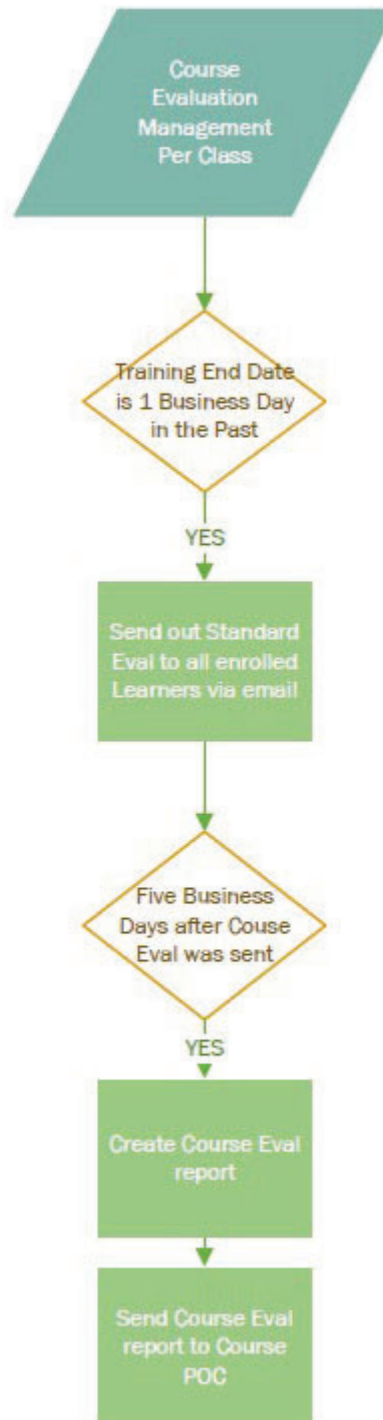 Course
Evaluation
Management
Per Class
Training End Date
is 1 Business Day
in the Past
YES
Send out Standard
Eval to all enrolled
Learners via email
Five Business
Days after Couse
Eval was sent
YES
Create Course Eval
report
Send Course Eval
report to Course
POC